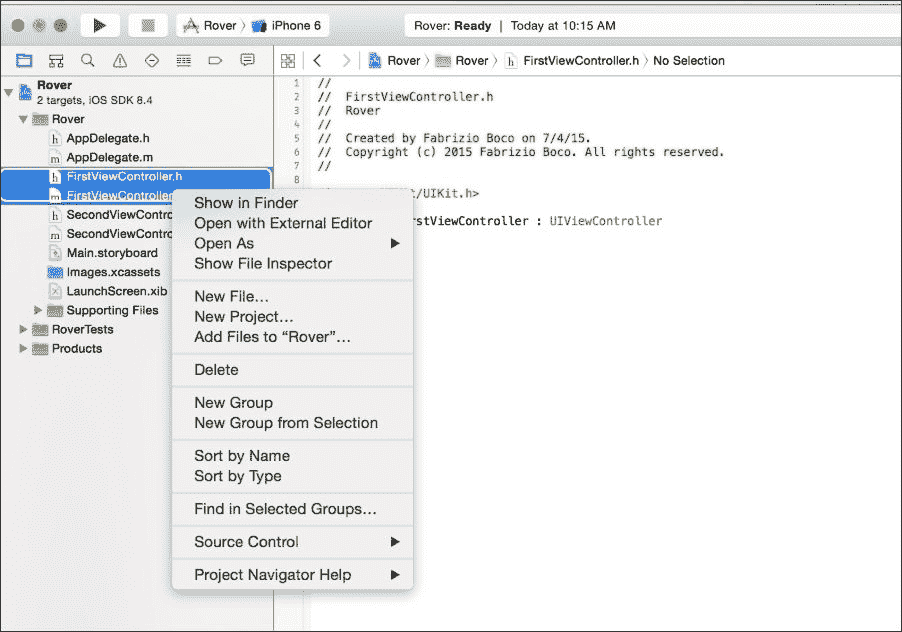 Rover 〉 iPhone 6
Rover: Ready | Today at 10:15 AM
Rover 〉 Rover 〉 h FirstViewController.h 〉 No Selection
Rover
2 targets, iOS SDK 8.4
Rover
h AppDelegate.h
m AppDelegate.m
h FirstViewController.h
m FirstViewController
h SecondViewContro
m SecondViewContro
Main.storyboard
Images.xcassets
LaunchScreen.xib
Supporting Files
RoverTests
Products
1 //
2 // FirstViewController.h
3 // Rover
4 //
5 // Created by Fabrizio Boco on 7/4/15.
6 // Copyright (c) 2015 Fabrizio Boco. All rights reserved.
7 //
8
t/UIKit.h>
rstViewController : UIViewController
Show in Finder
Open with External Editor
Open As
Show File Inspector
New File…
New Project…
Add Files to “Rover”…
Delete
New Group
New Group from Selection
Sort by Name
Sort by Type
Find in Selected Groups…
Source Control
Project Navigator Help